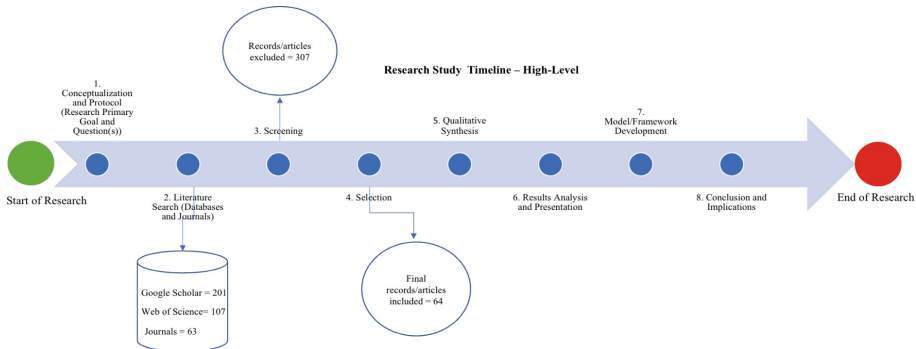 Records/articles
excluded = 307
Research Study Timeline – High-Level
1.
Conceptualization
and Protocol
(Research Primary
Goal and
Question(s))
3. Screening
5. Qualitative
Synthesis
7.
Model/Framework
Development
Start of Research
2. Literature
Search (Databases
and Journals)
4. Selection
6. Results Analysis
and Presentation
8. Conclusion and
Implications
End of Research
Google Scholar = 201
Web of Science= 107
Journals = 63
Final
records/articles
included = 64